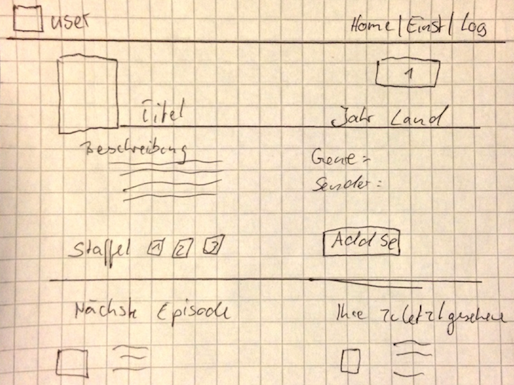 user Home | Einst | Log
1
Titel Jahr Land
Beschreibung Genre:
Sender:
Staffel 1 2 3 Add Se
Nächste Episode Ihre zuletzt gesehene